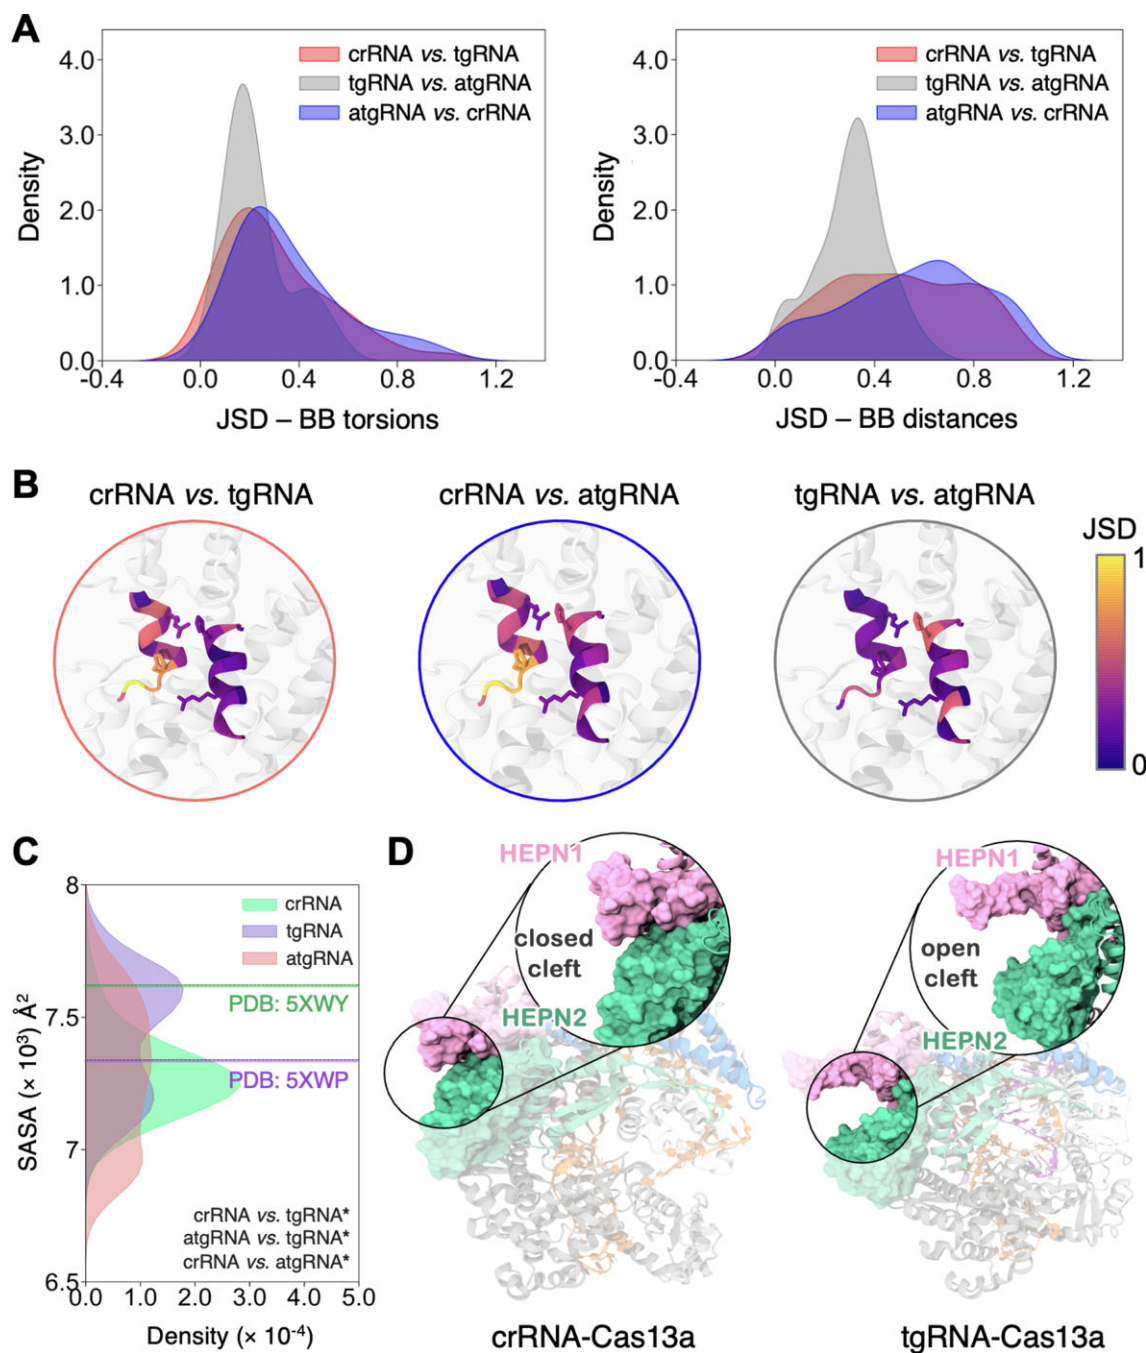 A
4.0
3.0
2.0
1.0
0.0
Density
-0.4
0.0
0.4
0.8
1.2
JSD – BB torsions
crRNA vs. tgRNA
tgRNA vs. atgRNA
atgRNA vs. crRNA
4.0
3.0
2.0
1.0
0.0
Density
-0.4
0.0
0.4
0.8
1.2
JSD – BB distances
crRNA vs. tgRNA
tgRNA vs. atgRNA
atgRNA vs. crRNA
B
crRNA vs. tgRNA
crRNA vs. atgRNA
tgRNA vs. atgRNA
JSD
1
0
C
8
7.5
7
6.5
SASA (× 10³) Å²
crRNA
tgRNA
atgRNA
PDB: 5XWY
PDB: 5XWP
crRNA vs. tgRNA*
atgRNA vs. tgRNA*
crRNA vs. atgRNA*
0.0
1.0
2.0
3.0
4.0
5.0
Density (× 10⁻⁴)
D
HEPN1
closed
cleft
HEPN2
crRNA-Cas13a
HEPN1
open
cleft
HEPN2
tgRNA-Cas13a